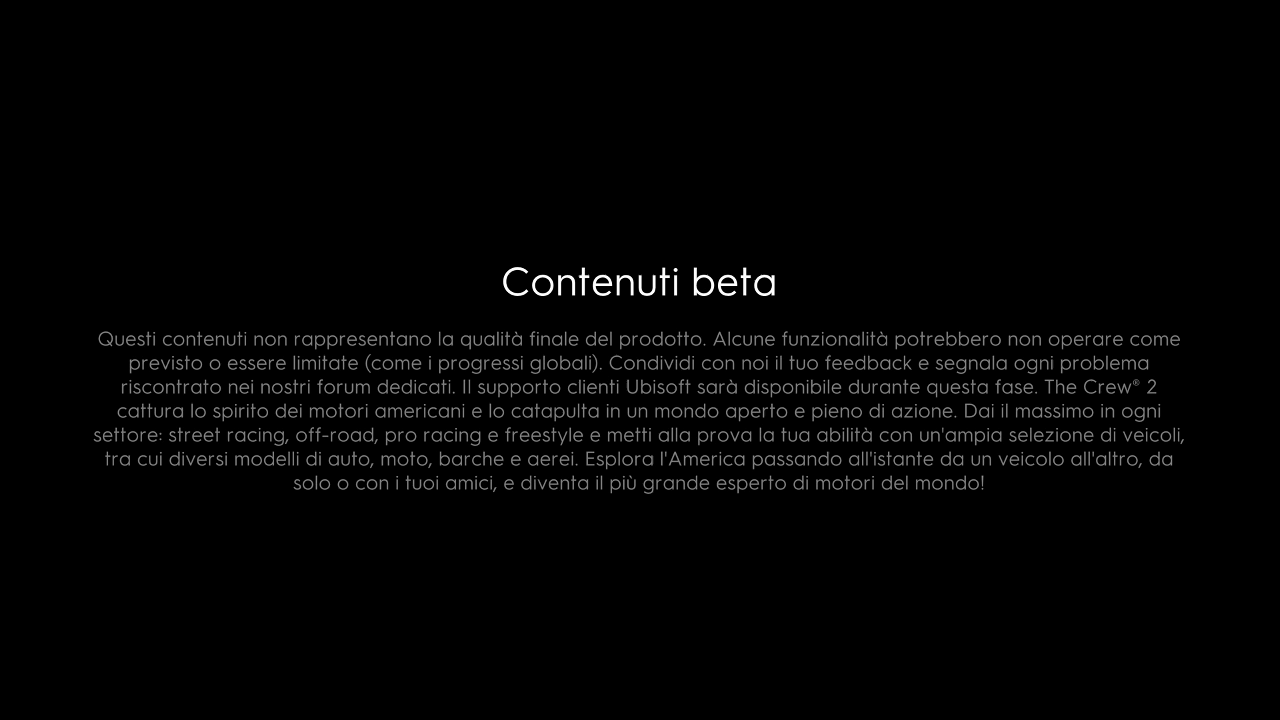 Contenuti beta
Questi contenuti non rappresentano la qualità finale del prodotto. Alcune funzionalità potrebbero non operare come
previsto o essere limitate (come i progressi globali). Condividi con noi il tuo feedback e segnala ogni problema
riscontrato nei nostri forum dedicati. Il supporto clienti Ubisoft sarà disponibile durante questa fase. The Crew® 2
cattura lo spirito dei motori americani e lo catapulta in un mondo aperto e pieno di azione. Dai il massimo in ogni
settore: street racing, off-road, pro racing e freestyle e metti alla prova la tua abilità con un'ampia selezione di veicoli,
tra cui diversi modelli di auto, moto, barche e aerei. Esplora l'America passando all'istante da un veicolo all'altro, da
solo o con i tuoi amici, e diventa il più grande esperto di motori del mondo!